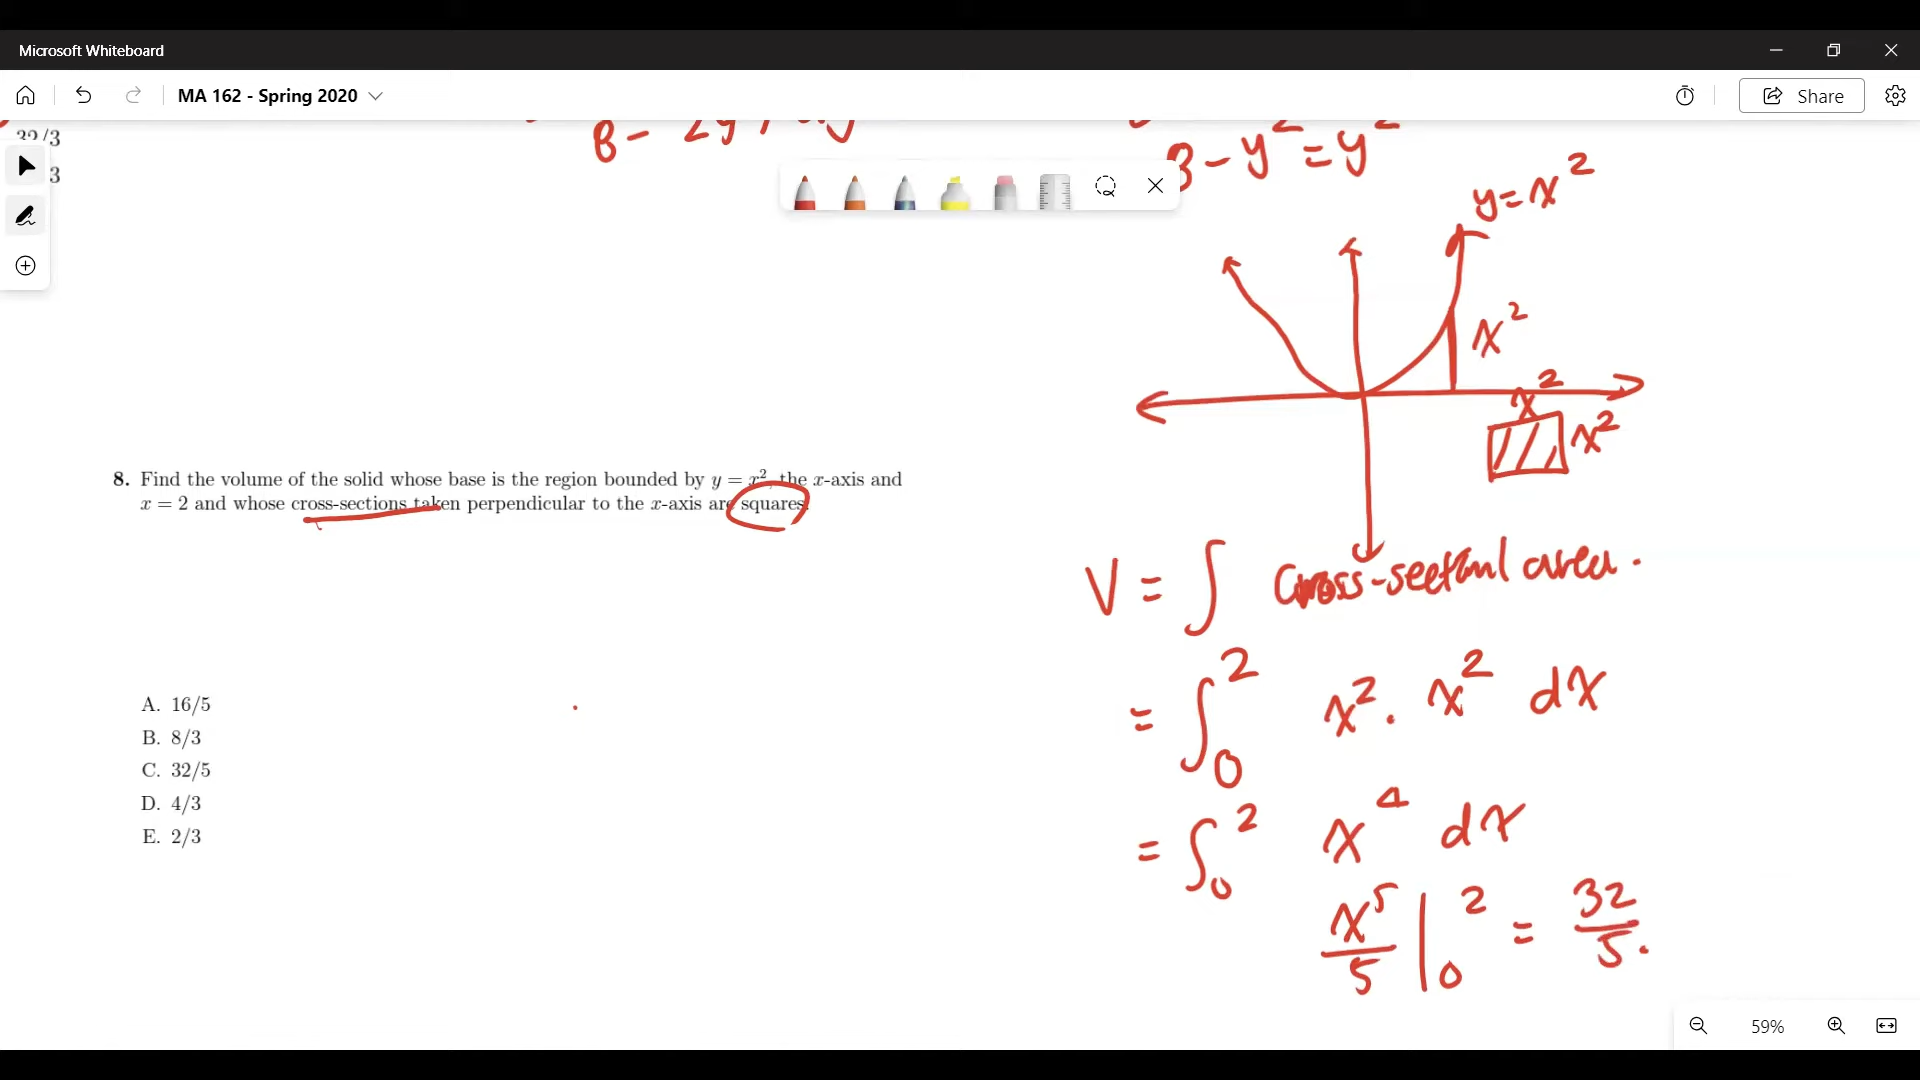 Microsoft Whiteboard
MA 162 - Spring 2020
Share
32/3
3
8 -
8 - y² = y²
y = x²
x²
x²
x²
8. Find the volume of the solid whose base is the region bounded by y = x², the x-axis and
x = 2 and whose cross-sections taken perpendicular to the x-axis are squares.
V = ∫ cross-sectional area.
= ∫₀² x² · x² dx
A. 16/5
B. 8/3
C. 32/5
D. 4/3
E. 2/3
= ∫₀² x⁴ dx
x⁵/5 |₀² = 32/5.
59%